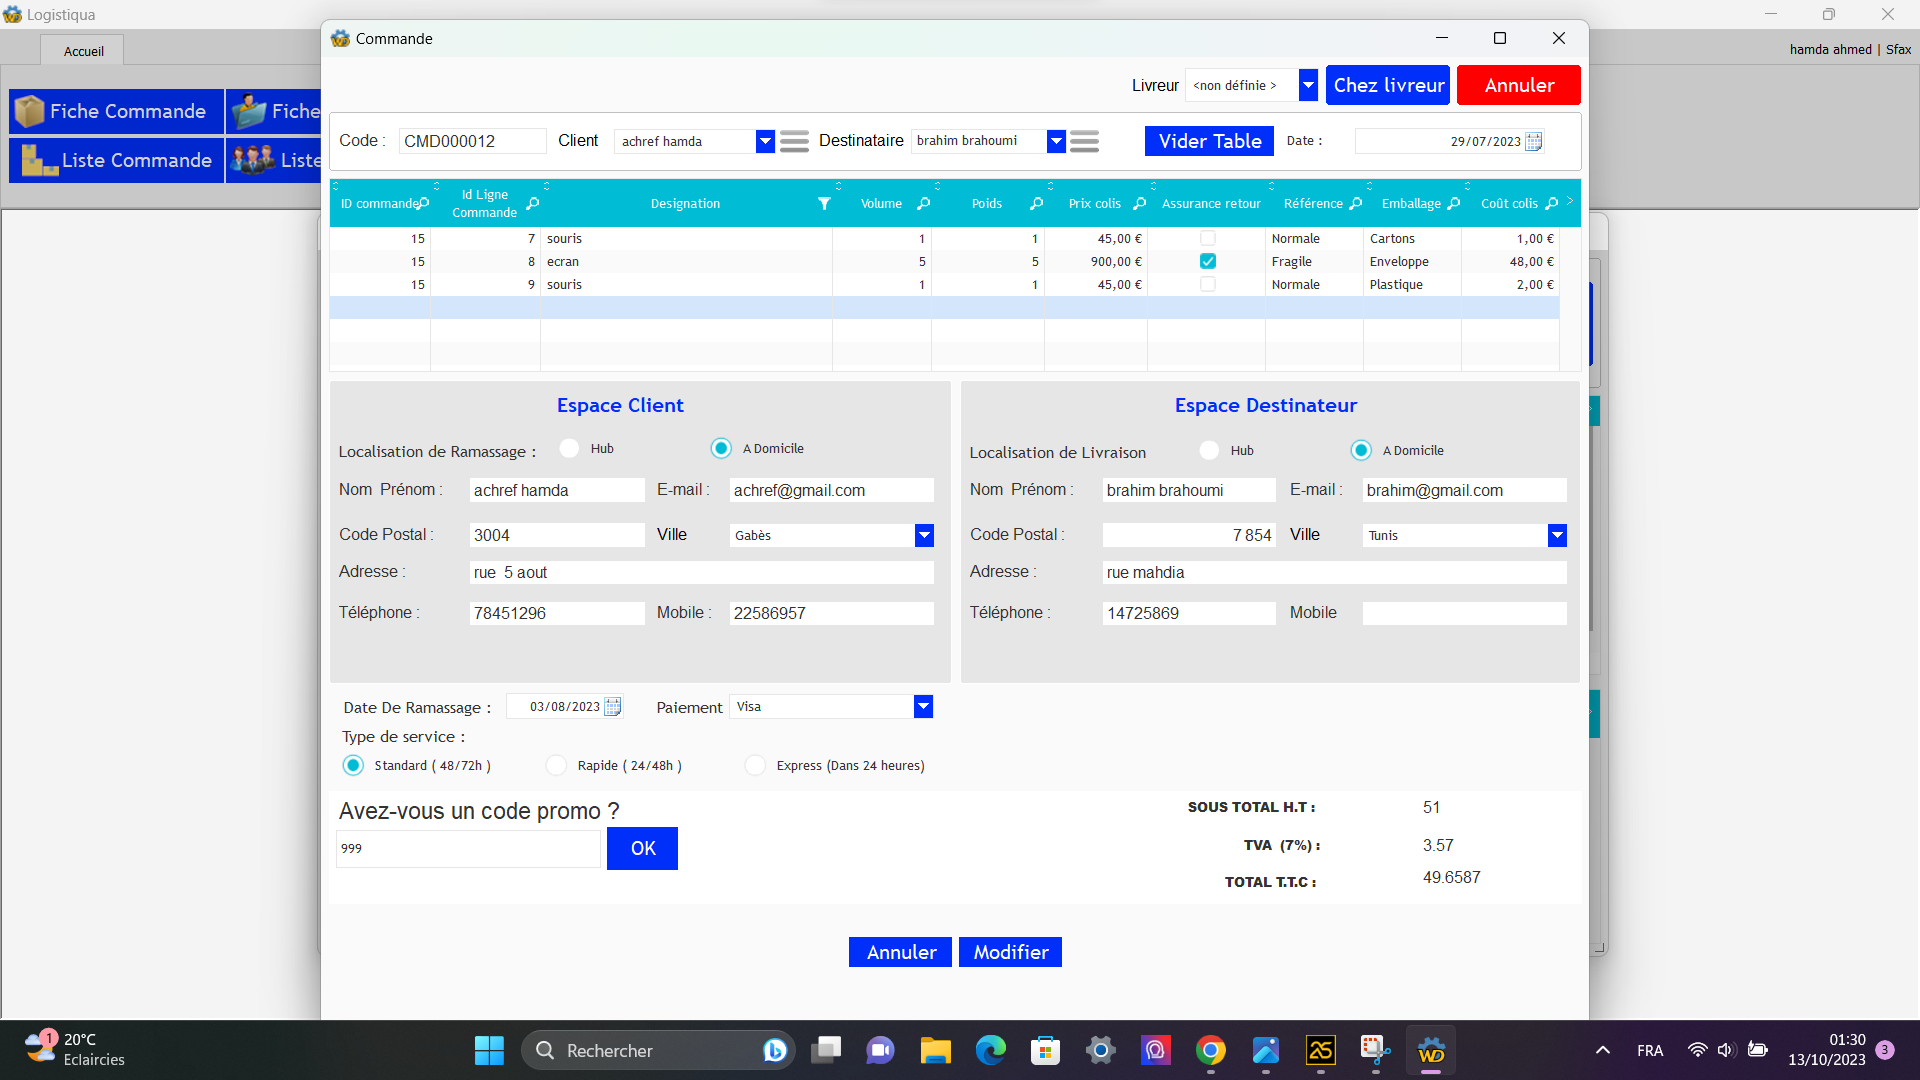 Logistiqua
Commande
Accueil
hamda ahmed | Sfax
Livreur <non définie > Chez livreur Annuler
Fiche Commande Fiche
Liste Commande Liste
Code : CMD000012 Client achref hamda Destinataire brahim brahoumi Vider Table Date : 29/07/2023
ID commande Id Ligne Commande Designation Volume Poids Prix colis Assurance retour Référence Emballage Coût colis
15 7 souris 1 1 45,00 € Normale Cartons 1,00 €
15 8 ecran 5 5 900,00 € Fragile Enveloppe 48,00 €
15 9 souris 1 1 45,00 € Normale Plastique 2,00 €
Espace Client
Localisation de Ramassage : Hub A Domicile
Nom Prénom : achref hamda E-mail : achref@gmail.com
Code Postal : 3004 Ville Gabès
Adresse : rue 5 aout
Téléphone : 78451296 Mobile : 22586957
Espace Destinateur
Localisation de Livraison Hub A Domicile
Nom Prénom : brahim brahoumi E-mail : brahim@gmail.com
Code Postal : 7 854 Ville Tunis
Adresse : rue mahdia
Téléphone : 14725869 Mobile
Date De Ramassage : 03/08/2023 Paiement Visa
Type de service :
Standard ( 48/72h ) Rapide ( 24/48h ) Express (Dans 24 heures)
Avez-vous un code promo ?
999 OK
SOUS TOTAL H.T : 51
TVA (7%) : 3.57
TOTAL T.T.C : 49.6587
Annuler Modifier
1 20°C
Eclaircies
Rechercher
FRA
01:30
13/10/2023
3